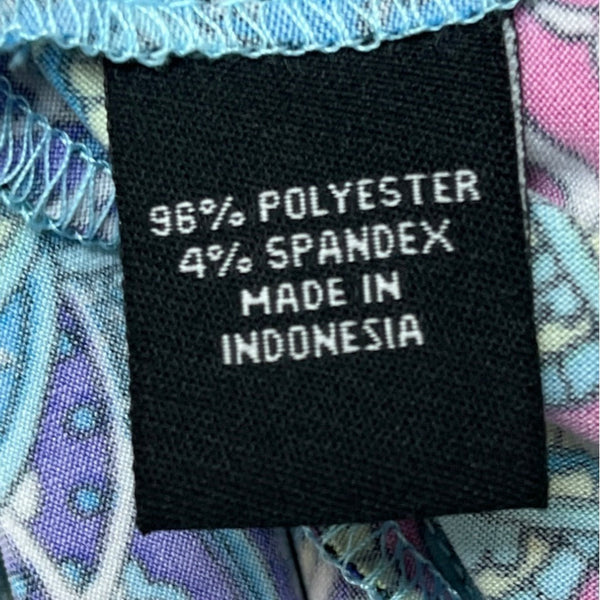 96% POLYESTER
4% SPANDEX
MADE IN
INDONESIA